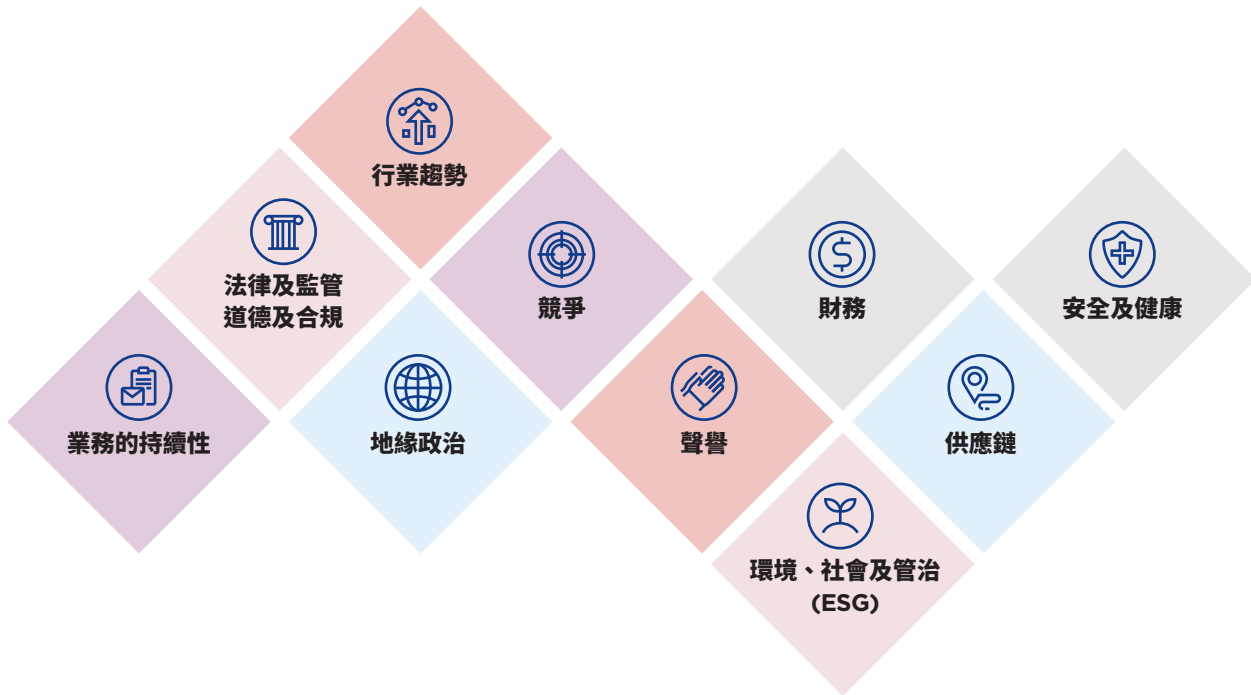 行業趨勢
法律及監管
道德及合規
競爭
財務
安全及健康
業務的持續性
地緣政治
聲譽
供應鏈
環境、社會及管治
(ESG)